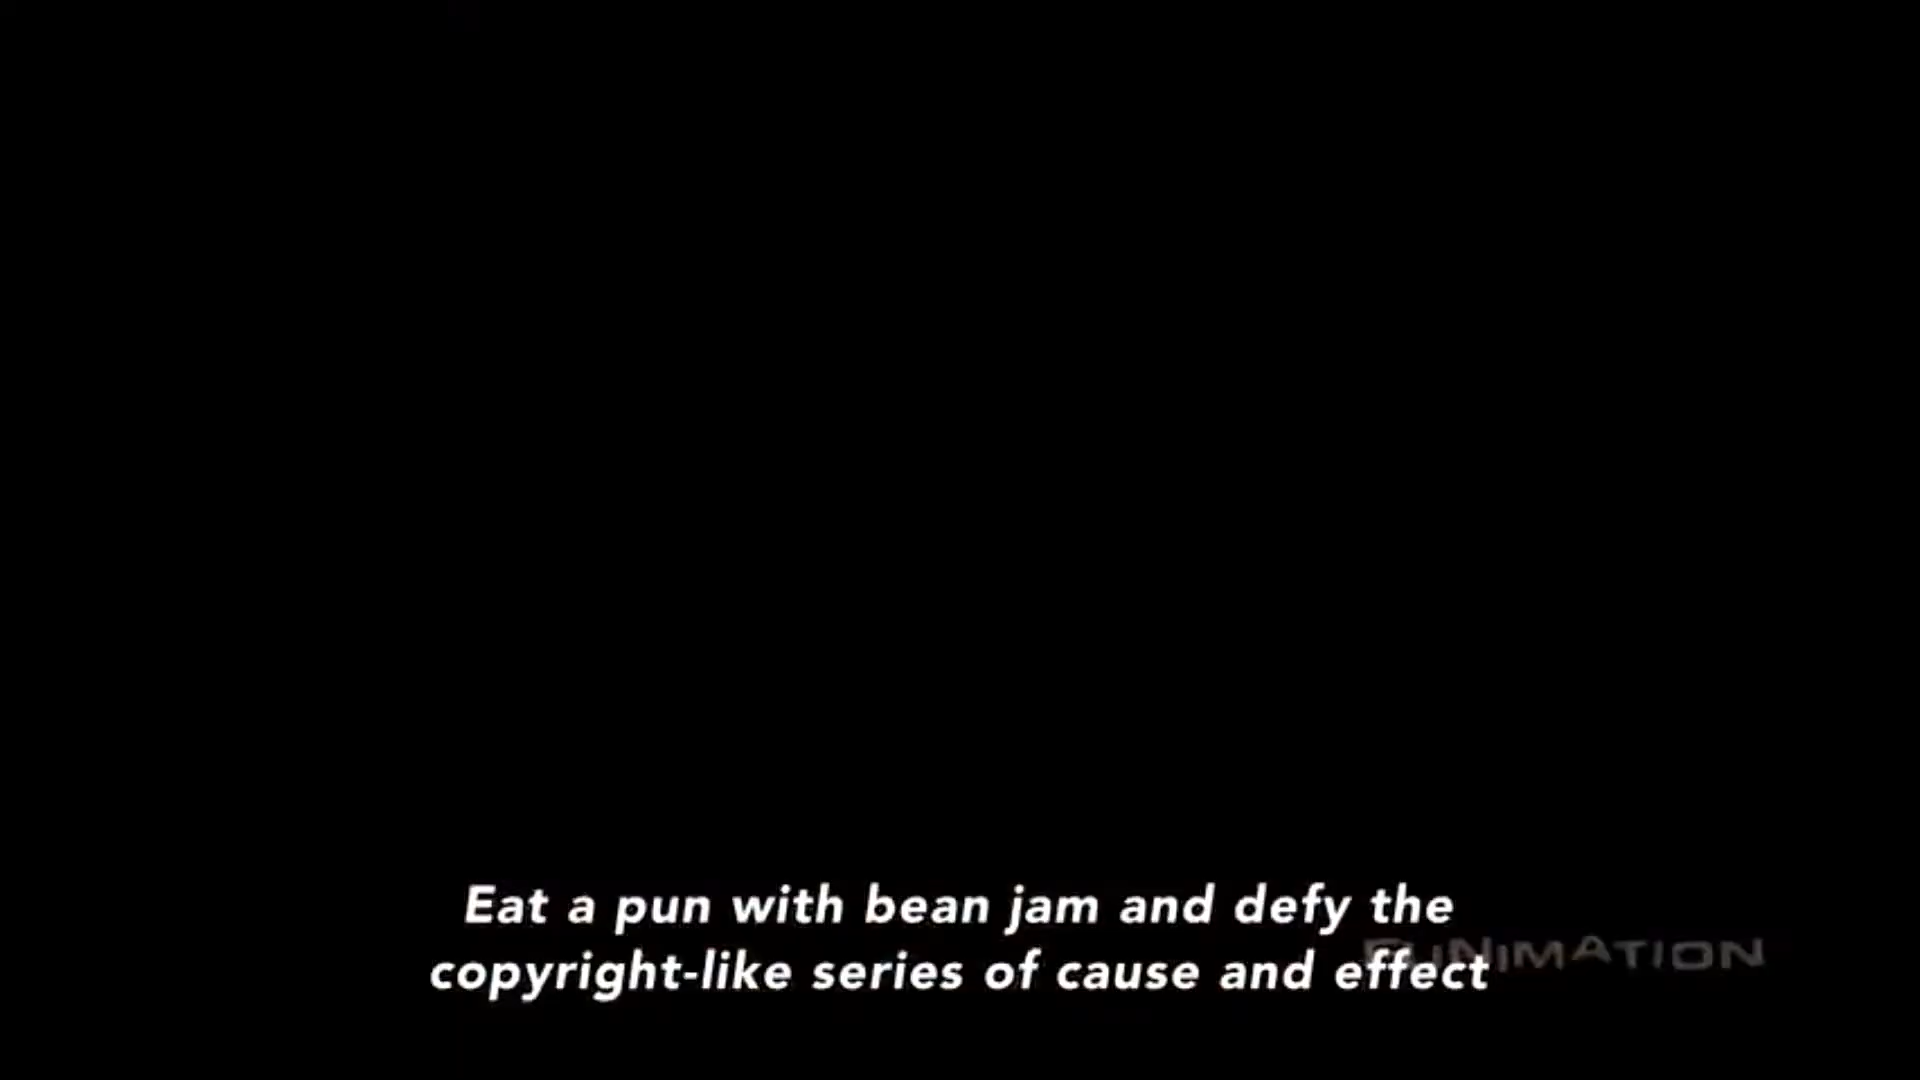 Eat a pun with bean jam and defy the
copyright-like series of cause and effect
FUNIMATION